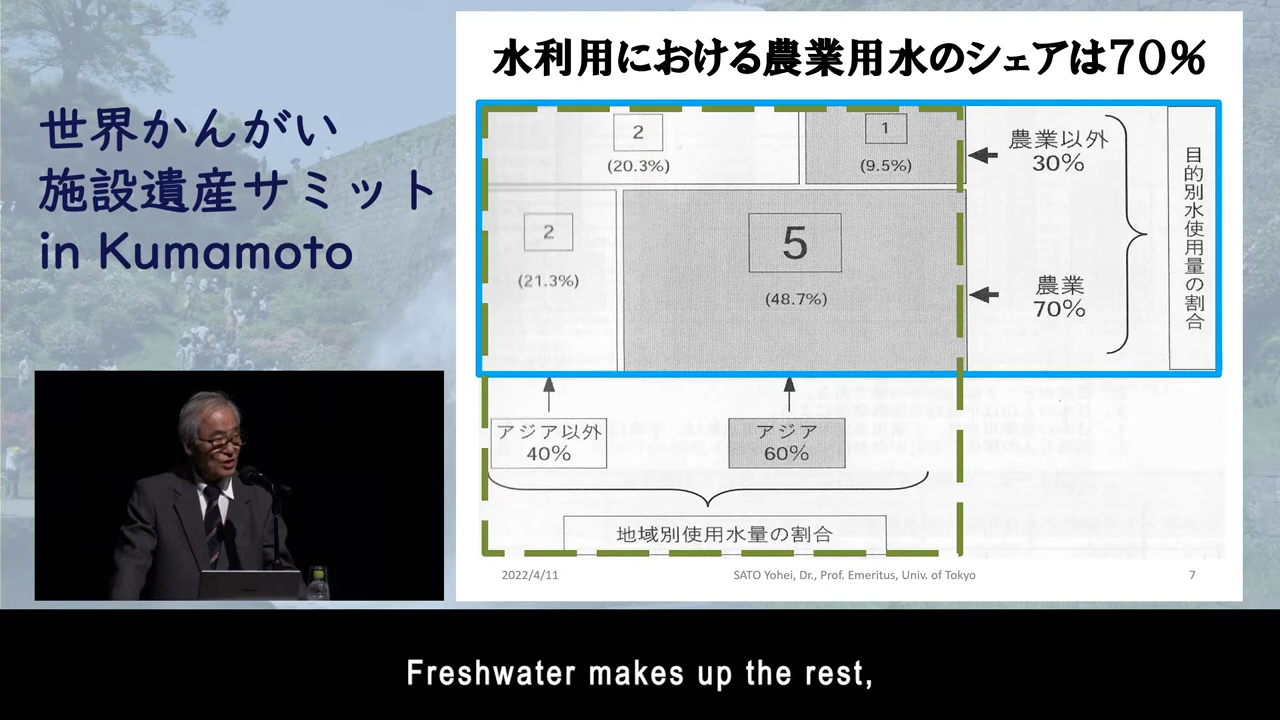 世界かんがい
施設遺産サミット
in Kumamoto
水利用における農業用水のシェアは70%
2
(20.3%)
1
(9.5%)
農業以外
30%
2
(21.3%)
5
(48.7%)
農業
70%
目的別水使用量の割合
アジア以外
40%
アジア
60%
地域別使用水量の割合
2022/4/11
SATO Yohei, Dr., Prof. Emeritus, Univ. of Tokyo
7
Freshwater makes up the rest,